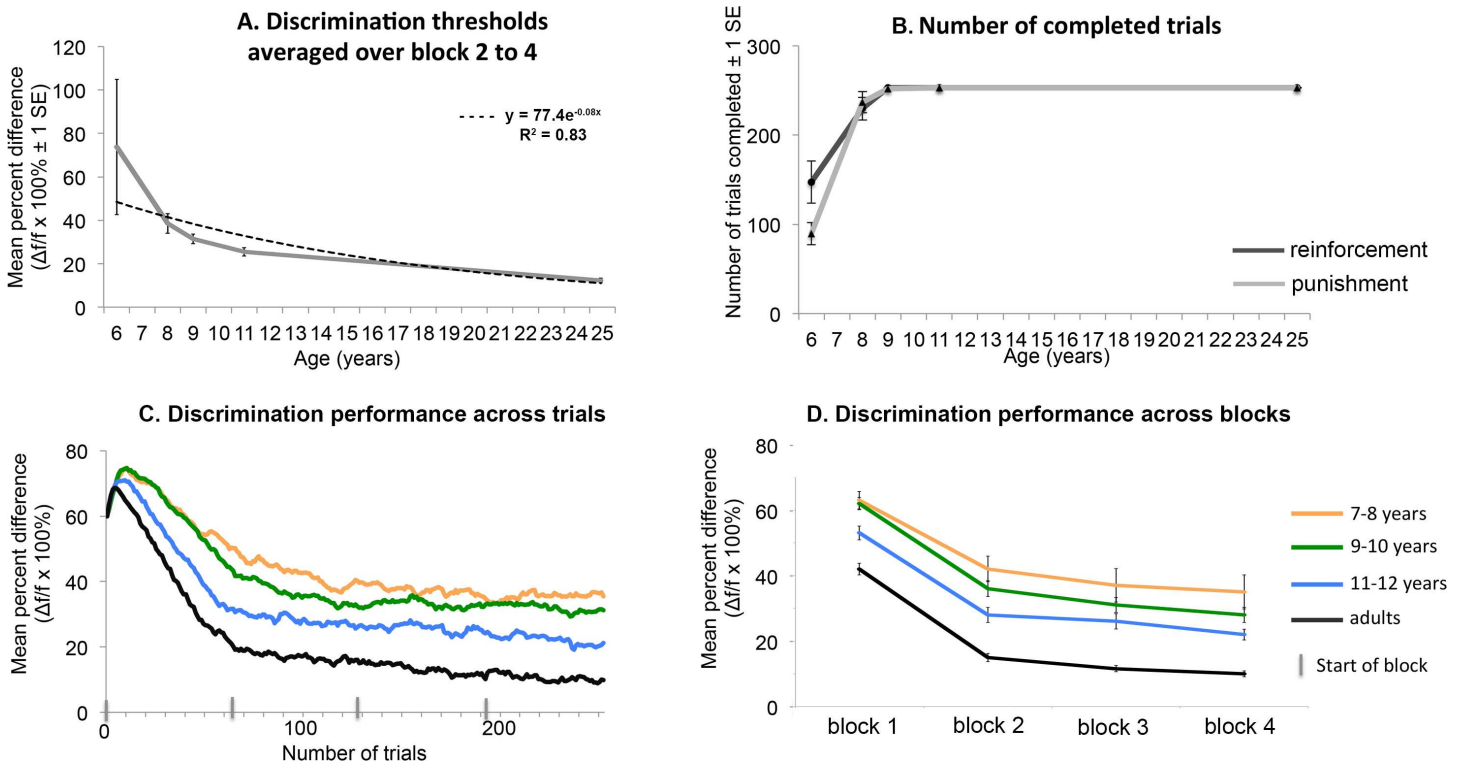 A. Discrimination thresholds
averaged over block 2 to 4
Mean percent difference
(Δf/f x 100% ± 1 SE)
120
100
80
60
40
20
0
y = 77.4e^-0.08x
R² = 0.83
6 7 8 9 10 11 12 13 14 15 16 17 18 19 20 21 22 23 24 25
Age (years)
B. Number of completed trials
Number of trials completed ± 1 SE
300
200
100
0
reinforcement
punishment
6 7 8 9 10 11 12 13 14 15 16 17 18 19 20 21 22 23 24 25
Age (years)
C. Discrimination performance across trials
Mean percent difference
(Δf/f x 100%)
80
60
40
20
0
0 100 200
Number of trials
D. Discrimination performance across blocks
Mean percent difference
(Δf/f x 100%)
80
60
40
20
0
block 1 block 2 block 3 block 4
7-8 years
9-10 years
11-12 years
adults
Start of block